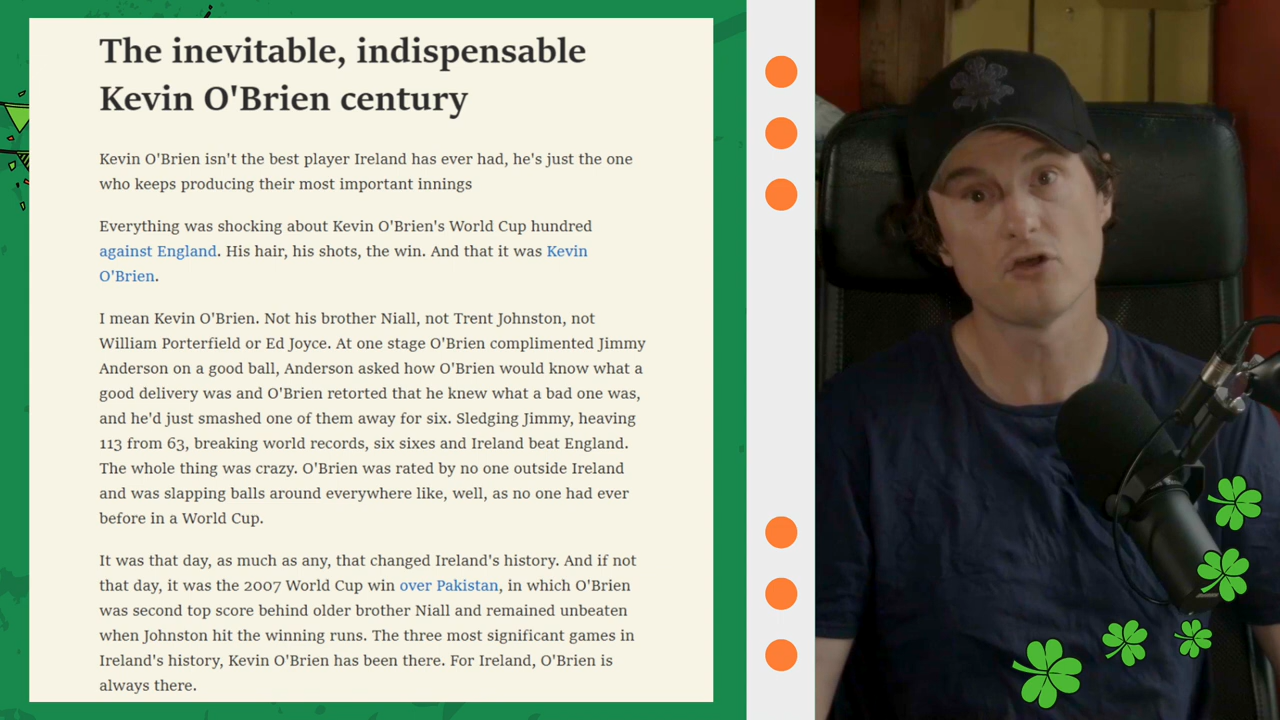 The inevitable, indispensable
Kevin O'Brien century
Kevin O'Brien isn't the best player Ireland has ever had, he's just the one
who keeps producing their most important innings
Everything was shocking about Kevin O'Brien's World Cup hundred
against England. His hair, his shots, the win. And that it was Kevin
O'Brien.
I mean Kevin O'Brien. Not his brother Niall, not Trent Johnston, not
William Porterfield or Ed Joyce. At one stage O'Brien complimented Jimmy
Anderson on a good ball, Anderson asked how O'Brien would know what a
good delivery was and O'Brien retorted that he knew what a bad one was,
and he'd just smashed one of them away for six. Sledging Jimmy, heaving
113 from 63, breaking world records, six sixes and Ireland beat England.
The whole thing was crazy. O'Brien was rated by no one outside Ireland
and was slapping balls around everywhere like, well, as no one had ever
before in a World Cup.
It was that day, as much as any, that changed Ireland's history. And if not
that day, it was the 2007 World Cup win over Pakistan, in which O'Brien
was second top score behind older brother Niall and remained unbeaten
when Johnston hit the winning runs. The three most significant games in
Ireland's history, Kevin O'Brien has been there. For Ireland, O'Brien is
always there.